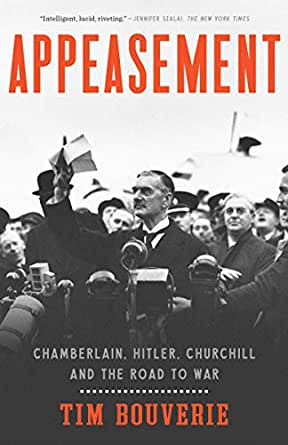 "Intelligent, lucid, riveting." —JENNIFER SZALAI, THE NEW YORK TIMES
APPEASEMENT
CHAMBERLAIN, HITLER, CHURCHILL
AND THE ROAD TO WAR
TIM BOUVERIE